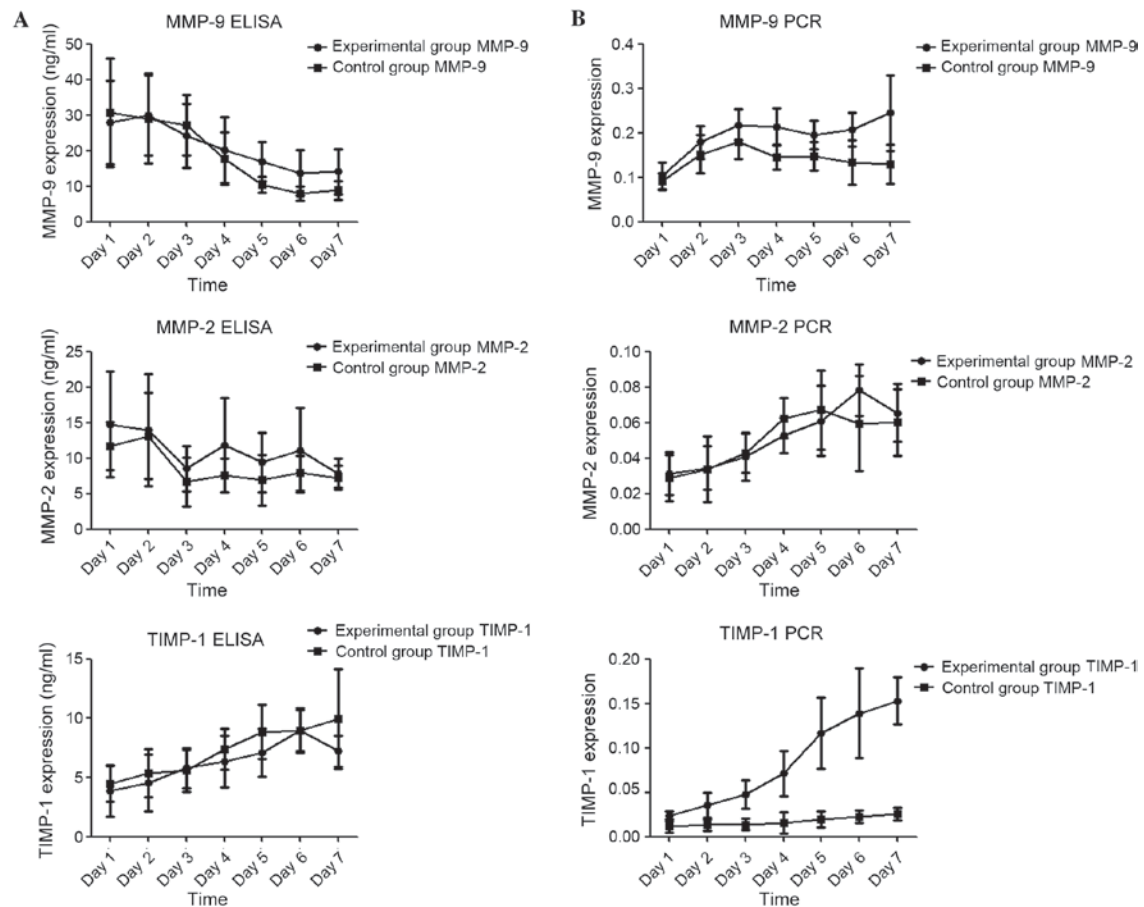 A
MMP-9 ELISA
Experimental group MMP-9
Control group MMP-9
MMP-9 expression (ng/ml)
50
40
30
20
10
0
Day 1
Day 2
Day 3
Day 4
Day 5
Day 6
Day 7
Time
B
MMP-9 PCR
Experimental group MMP-9
Control group MMP-9
MMP-9 expression
0.4
0.3
0.2
0.1
0.0
Day 1
Day 2
Day 3
Day 4
Day 5
Day 6
Day 7
Time
MMP-2 ELISA
Experimental group MMP-2
Control group MMP-2
MMP-2 expression (ng/ml)
25
20
15
10
5
0
Day 1
Day 2
Day 3
Day 4
Day 5
Day 6
Day 7
Time
MMP-2 PCR
Experimental group MMP-2
Control group MMP-2
MMP-2 expression
0.10
0.08
0.06
0.04
0.02
0.00
Day 1
Day 2
Day 3
Day 4
Day 5
Day 6
Day 7
Time
TIMP-1 ELISA
Experimental group TIMP-1
Control group TIMP-1
TIMP-1 expression (ng/ml)
15
10
5
0
Day 1
Day 2
Day 3
Day 4
Day 5
Day 6
Day 7
Time
TIMP-1 PCR
Experimental group TIMP-1
Control group TIMP-1
TIMP-1 expression
0.20
0.15
0.10
0.05
0.00
Day 1
Day 2
Day 3
Day 4
Day 5
Day 6
Day 7
Time